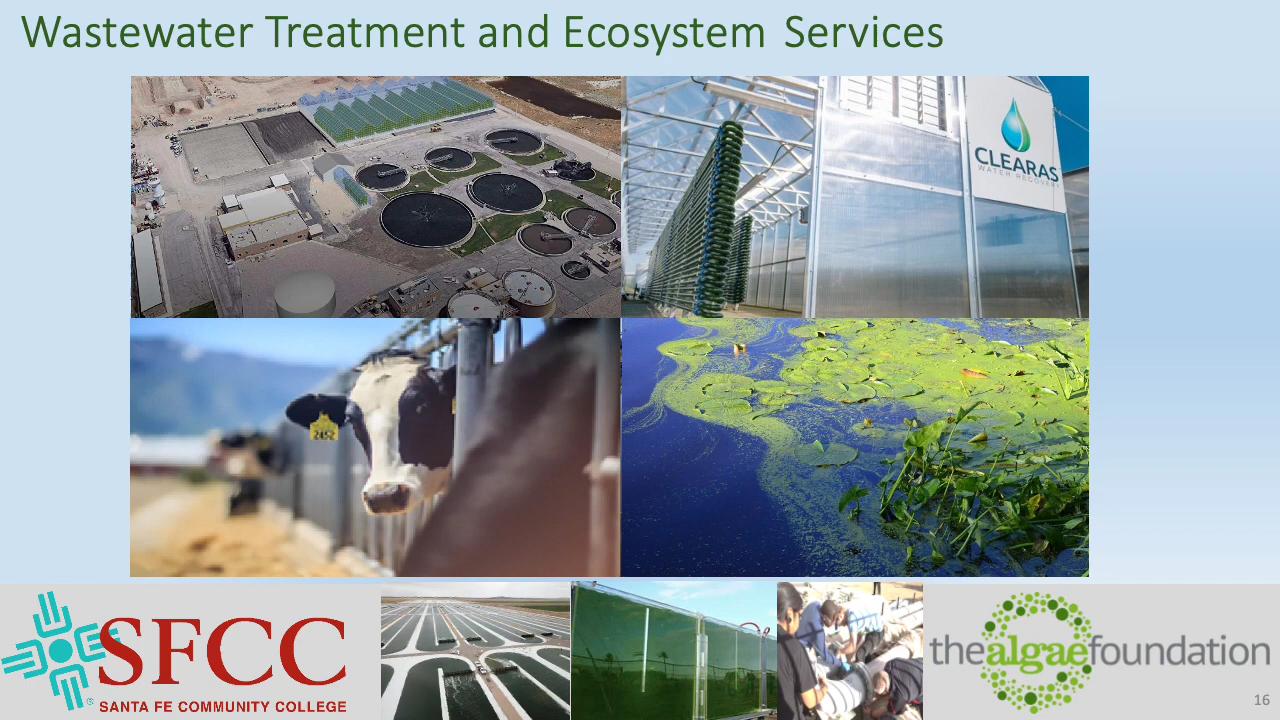 Wastewater Treatment and Ecosystem Services
CLEARAS
WATER RECOVERY
2452
SFCC
®
SANTA FE COMMUNITY COLLEGE
thealgaefoundation
16